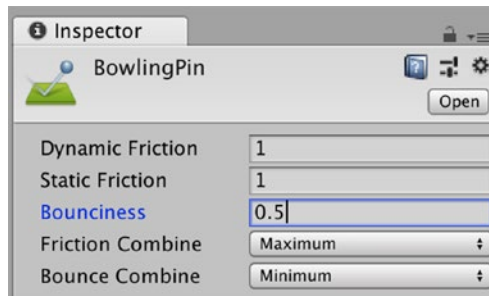 Inspector
BowlingPin
Open
Dynamic Friction 1
Static Friction 1
Bounciness 0.5
Friction Combine Maximum
Bounce Combine Minimum